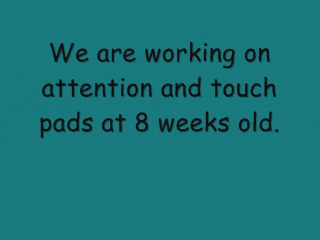 We are working on
attention and touch
pads at 8 weeks old.